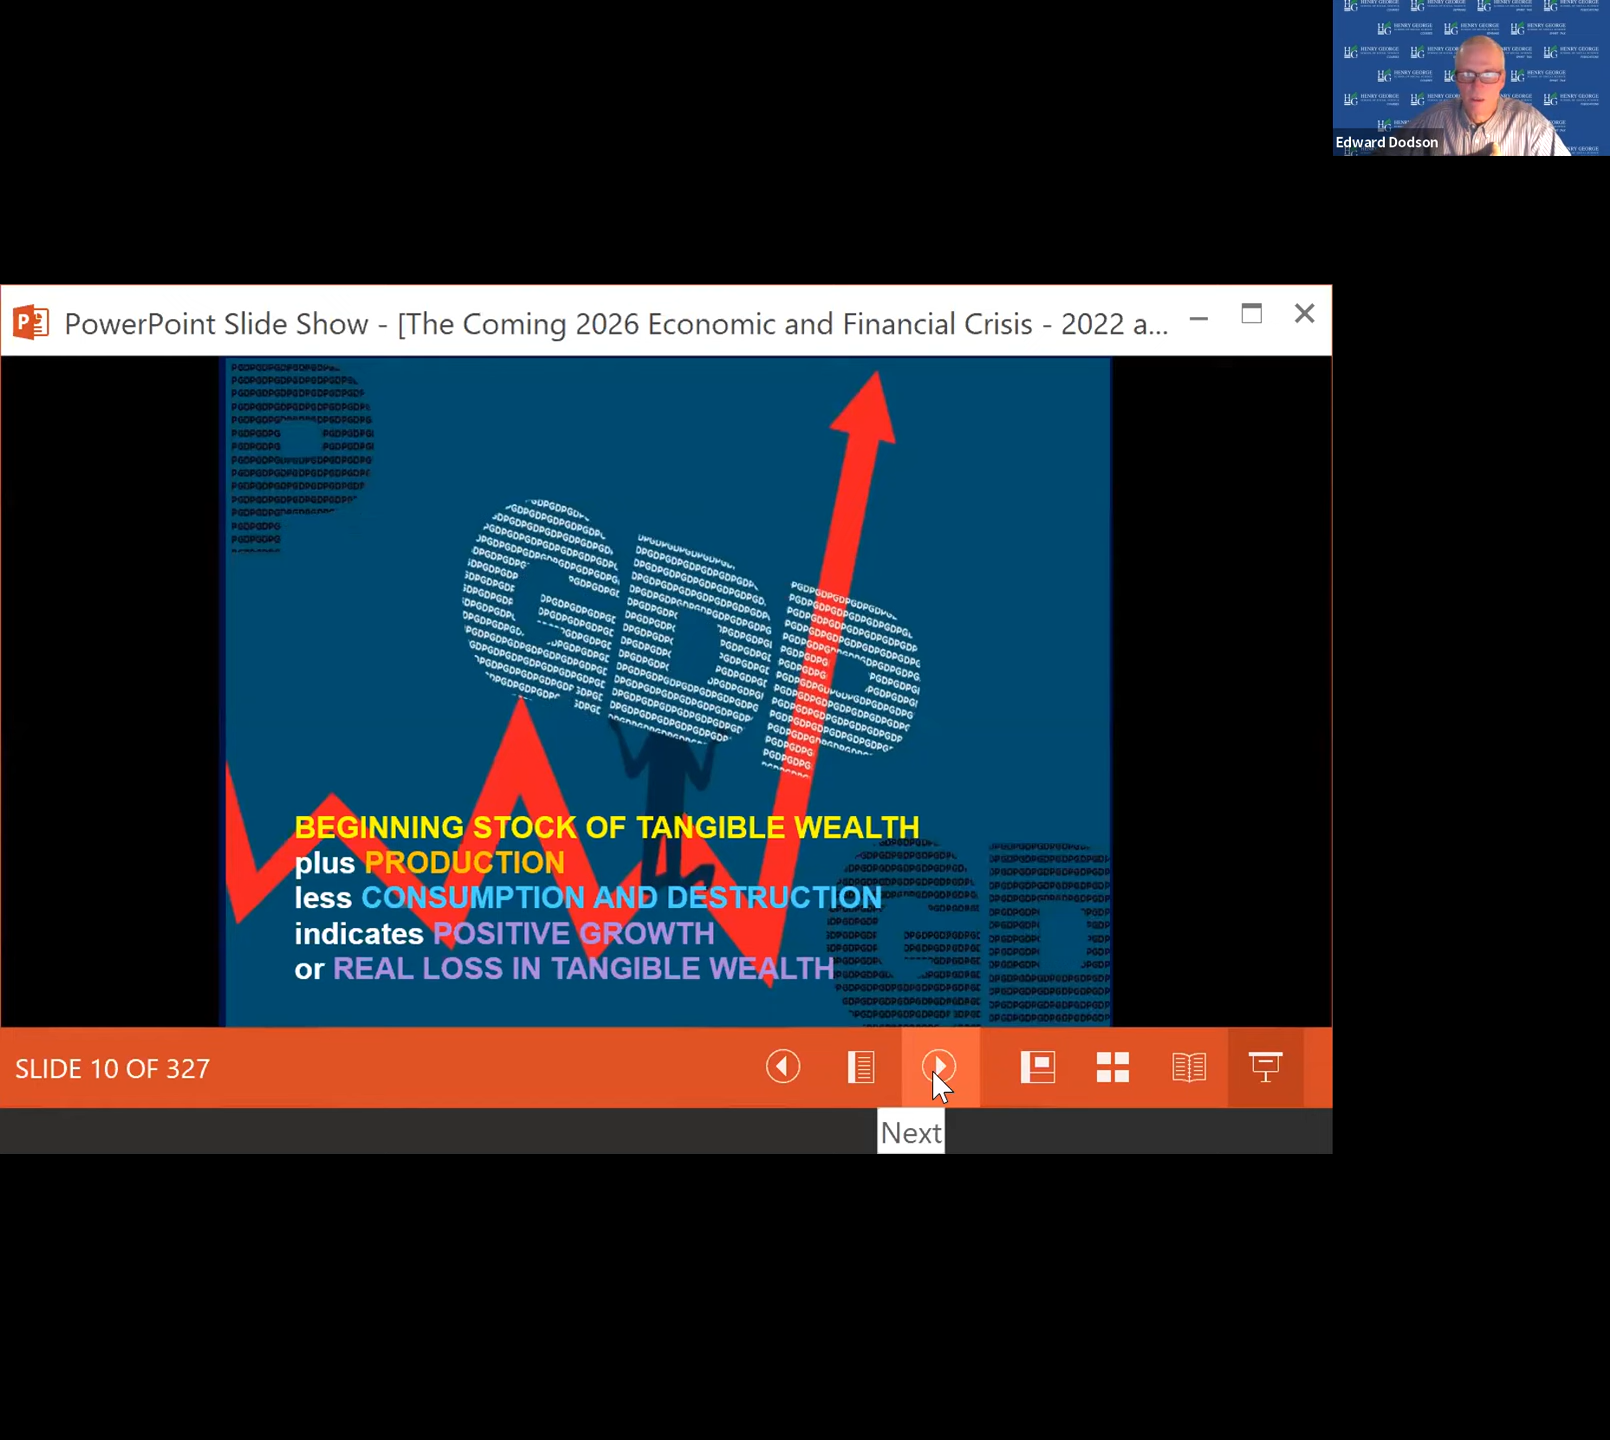 HENRY GEORGE
Edward Dodson
PowerPoint Slide Show - [The Coming 2026 Economic and Financial Crisis - 2022 a...
GDP
BEGINNING STOCK OF TANGIBLE WEALTH
plus PRODUCTION
less CONSUMPTION AND DESTRUCTION
indicates POSITIVE GROWTH
or REAL LOSS IN TANGIBLE WEALTH
SLIDE 10 OF 327
Next